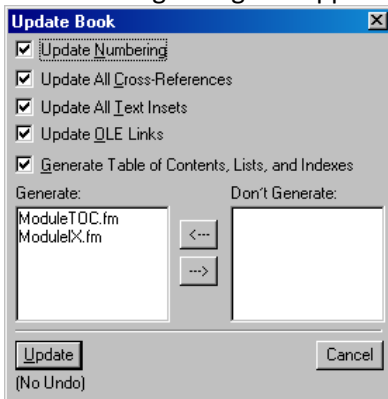 Update Book
Update Numbering
Update All Cross-References
Update All Text Insets
Update OLE Links
Generate Table of Contents, Lists, and Indexes
Generate: Don't Generate:
ModuleTOC.fm
ModuleIX.fm
<---
--->
Update Cancel
(No Undo)